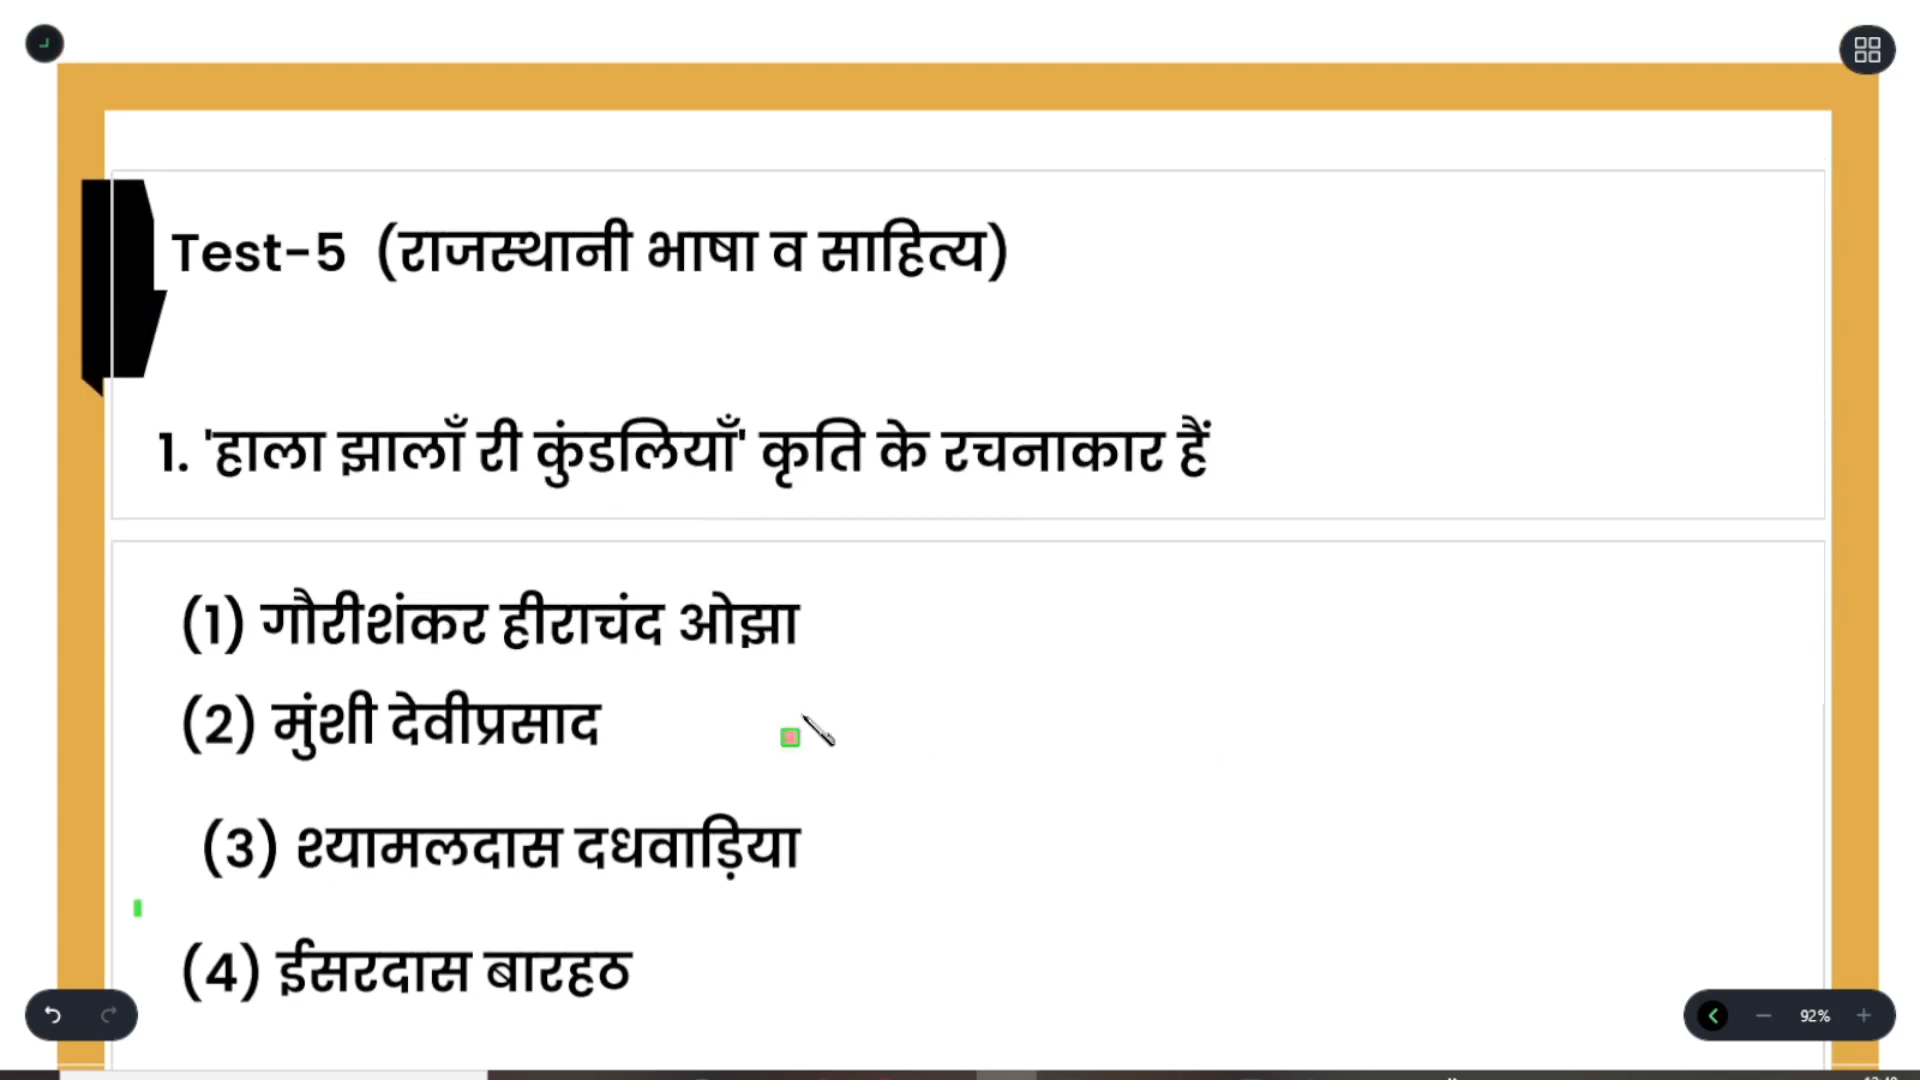 Test-5 (राजस्थानी भाषा व साहित्य)
1. 'हाला झालाँ री कुंडलियाँ' कृति के रचनाकार हैं
(1) गौरीशंकर हीराचंद ओझा
(2) मुंशी देवीप्रसाद
(3) श्यामलदास दधवाड़िया
(4) ईसरदास बारहठ
92%